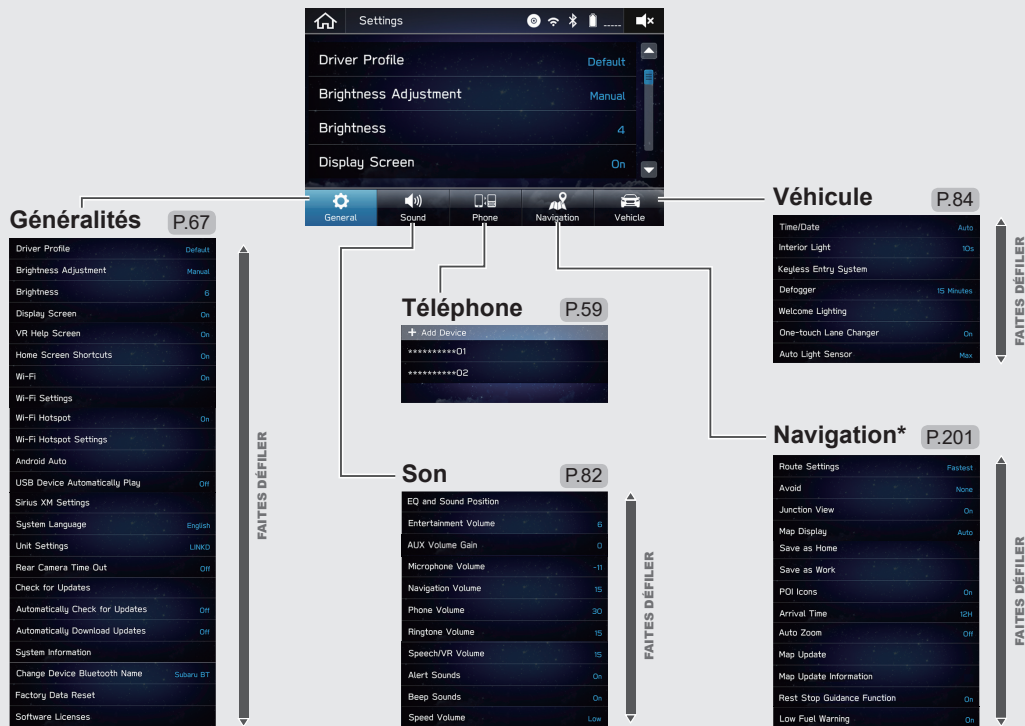 Settings
Driver Profile Default
Brightness Adjustment Manual
Brightness 4
Display Screen On
General Sound Phone Navigation Vehicle
Généralités P.67
Driver Profile Default
Brightness Adjustment Manual
Brightness 6
Display Screen On
VR Help Screen On
Home Screen Shortcuts On
Wi-Fi On
Wi-Fi Settings
Wi-Fi Hotspot On
Wi-Fi Hotspot Settings
Android Auto
USB Device Automatically Play Off
Sirius XM Settings
System Language English
Unit Settings LINKD
Rear Camera Time Out Off
Check for Updates
Automatically Check for Updates Off
Automatically Download Updates Off
System Information
Change Device Bluetooth Name Subaru BT
Factory Data Reset
Software Licenses
FAITES DÉFILER
Téléphone P.59
+ Add Device
**********01
**********02
Son P.82
EQ and Sound Position
Entertainment Volume 6
AUX Volume Gain 0
Microphone Volume -11
Navigation Volume 15
Phone Volume 30
Ringtone Volume 15
Speech/VR Volume 15
Alert Sounds On
Beep Sounds On
Speed Volume Low
FAITES DÉFILER
Véhicule P.84
Time/Date Auto
Interior Light 10s
Keyless Entry System
Defogger 15 Minutes
Welcome Lighting
One-touch Lane Changer On
Auto Light Sensor Max
FAITES DÉFILER
Navigation* P.201
Route Settings Fastest
Avoid None
Junction View On
Map Display Auto
Save as Home
Save as Work
POI Icons On
Arrival Time 12H
Auto Zoom Off
Map Update
Map Update Information
Rest Stop Guidance Function On
Low Fuel Warning On
FAITES DÉFILER